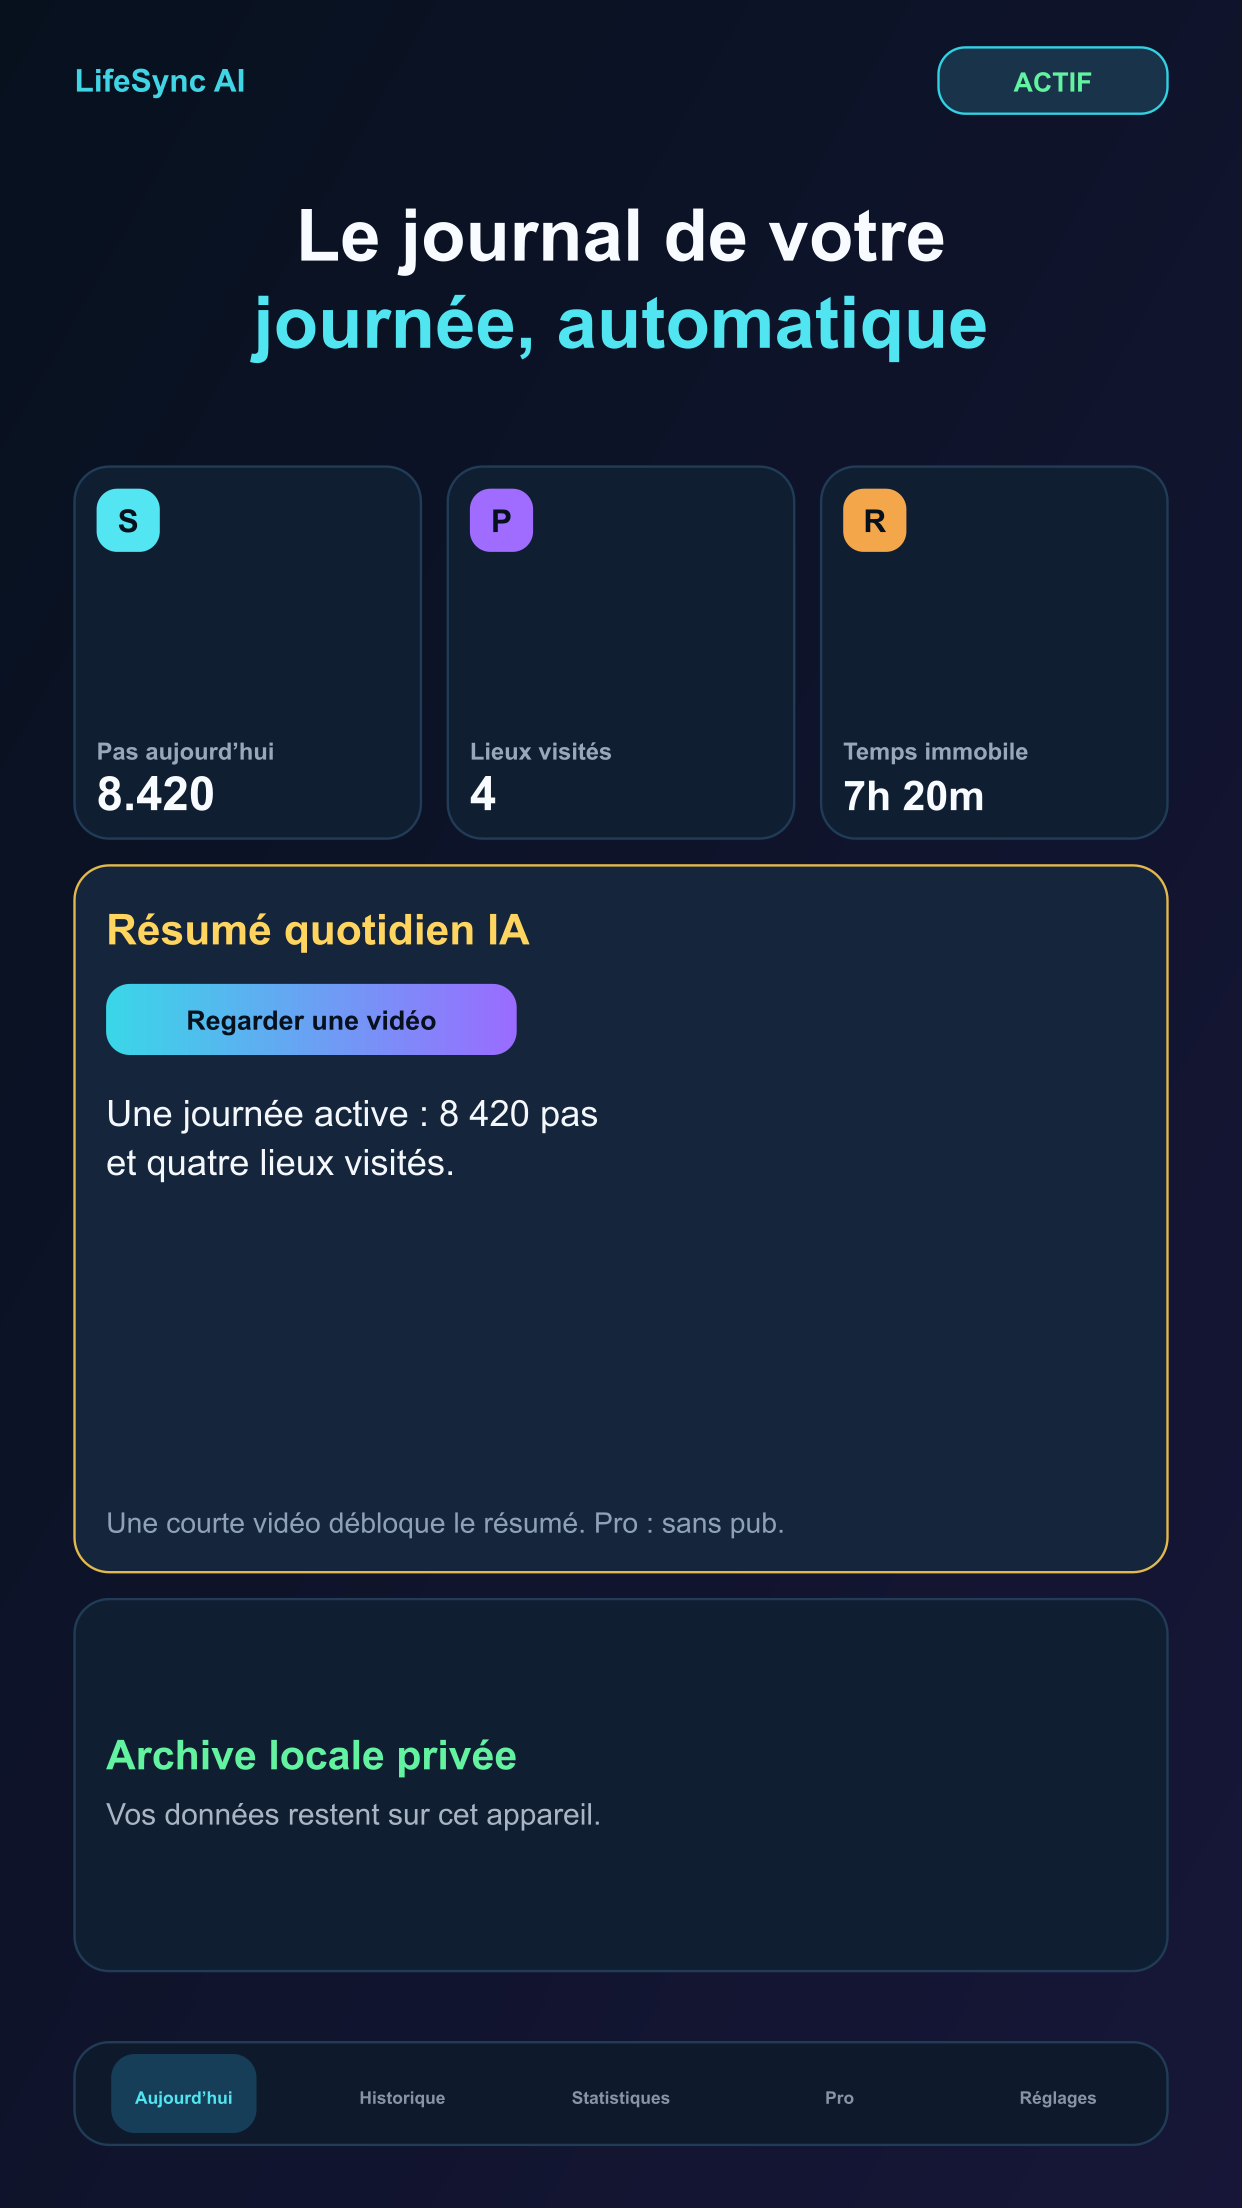 LifeSync AI
ACTIF
Le journal de votre
journée, automatique
S
P
R
Pas aujourd’hui
8.420
Lieux visités
4
Temps immobile
7h 20m
Résumé quotidien IA
Regarder une vidéo
Une journée active : 8 420 pas
et quatre lieux visités.
Une courte vidéo débloque le résumé. Pro : sans pub.
Archive locale privée
Vos données restent sur cet appareil.
Aujourd’hui
Historique
Statistiques
Pro
Réglages